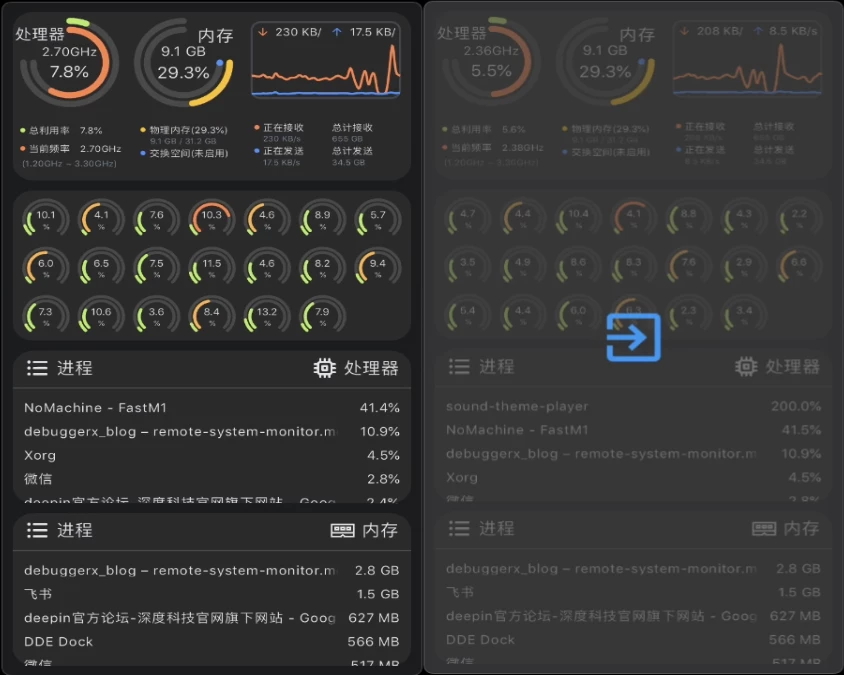 处理器
2.70GHz
7.8%
内存
9.1 GB
29.3%
230 KB/
17.5 KB/
总利用率 7.8%
当前频率 2.70GHz
(1.20GHz ~ 3.30GHz)
物理内存(29.3%)
9.1 GB / 31.2 GB
交换空间(未启用)
正在接收 总计接收
230 KB/s 655 GB
正在发送 总计发送
17.5 KB/s 34.5 GB
10.1 % 4.1 % 7.6 % 10.3 % 4.6 % 8.9 % 5.7 %
6.0 % 6.5 % 7.5 % 11.5 % 4.6 % 8.2 % 9.4 %
7.3 % 10.6 % 3.6 % 8.4 % 13.2 % 7.9 %
进程 处理器
NoMachine - FastM1 41.4%
debuggerx_blog – remote-system-monitor.m 10.9%
Xorg 4.5%
微信 2.8%
deepin官方论坛-深度科技官网旗下网站 - Goog 2.4%
进程 内存
debuggerx_blog – remote-system-monitor.m 2.8 GB
飞书 1.5 GB
deepin官方论坛-深度科技官网旗下网站 - Goog 627 MB
DDE Dock 566 MB
微信 517 MB
处理器
2.36GHz
5.5%
内存
9.1 GB
29.3%
208 KB/
8.5 KB/s
总利用率 5.6%
当前频率 2.38GHz
(1.20GHz ~ 3.30GHz)
物理内存(29.3%)
9.1 GB / 31.2 GB
交换空间(未启用)
正在接收 总计接收
正在发送 总计发送
8.5 KB/s 34.5 GB
4.7 % 4.4 % 10.4 % 4.1 % 8.8 % 4.3 % 2.2 %
3.5 % 4.9 % 8.6 % 8.3 % 7.6 % 2.9 % 6.6 %
5.4 % 4.4 % 6.0 % 6.3 2.3 % 3.4 %
进程 处理器
sound-theme-player 200.0%
NoMachine - FastM1 41.5%
debuggerx_blog – remote-system-monitor.m 10.9%
Xorg 4.5%
微信 2.8%
进程 内存
debuggerx_blog – remote-system-monitor.m 2.8 GB
飞书 1.5 GB
deepin官方论坛-深度科技官网旗下网站 - Goog 627 MB
DDE Dock 566 MB
微信 517 MB